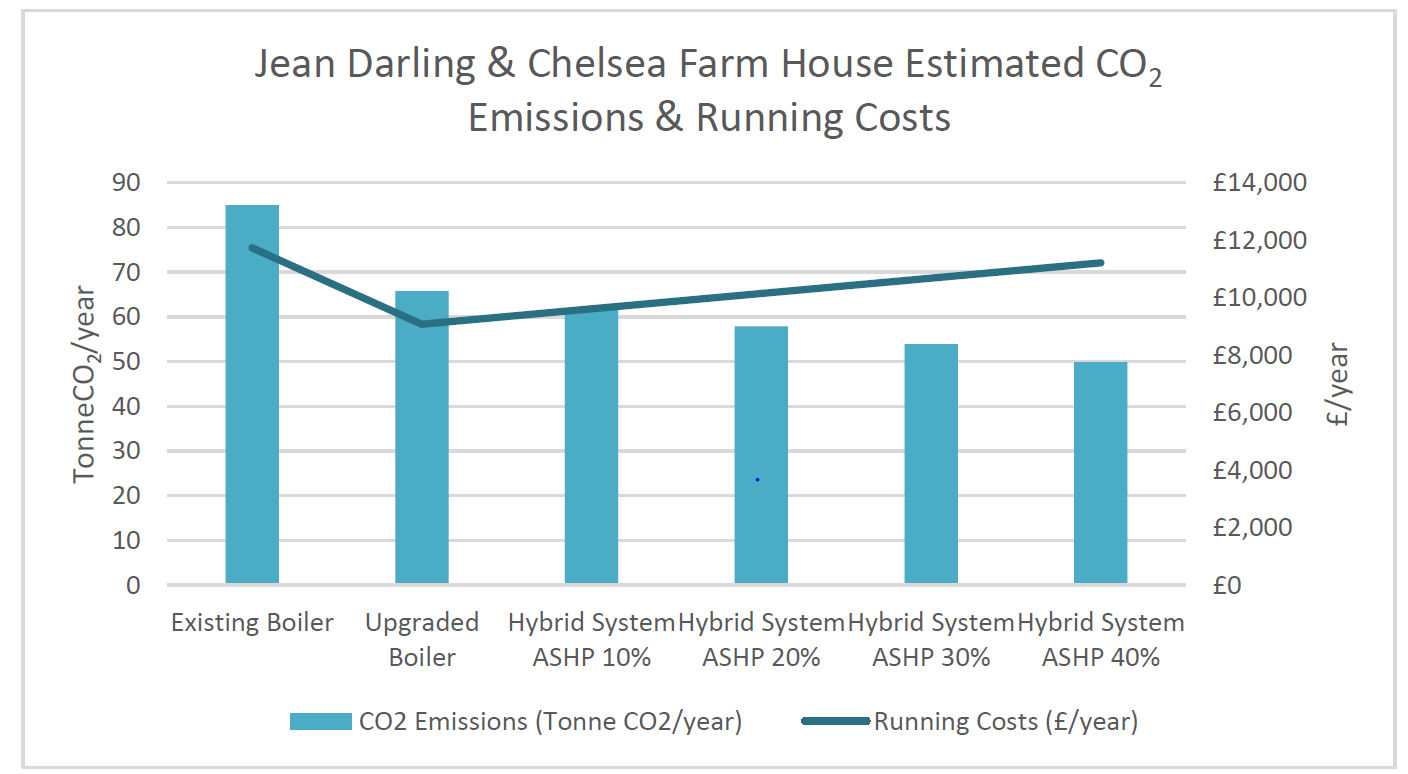 Jean Darling & Chelsea Farm House Estimated CO₂
Emissions & Running Costs
90
80
70
60
50
40
30
20
10
0
TonneCO₂/year
£14,000
£12,000
£10,000
£8,000
£6,000
£4,000
£2,000
£0
£/year
Existing Boiler
Upgraded
Boiler
Hybrid System
ASHP 10%
Hybrid System
ASHP 20%
Hybrid System
ASHP 30%
Hybrid System
ASHP 40%
CO2 Emissions (Tonne CO2/year)
Running Costs (£/year)